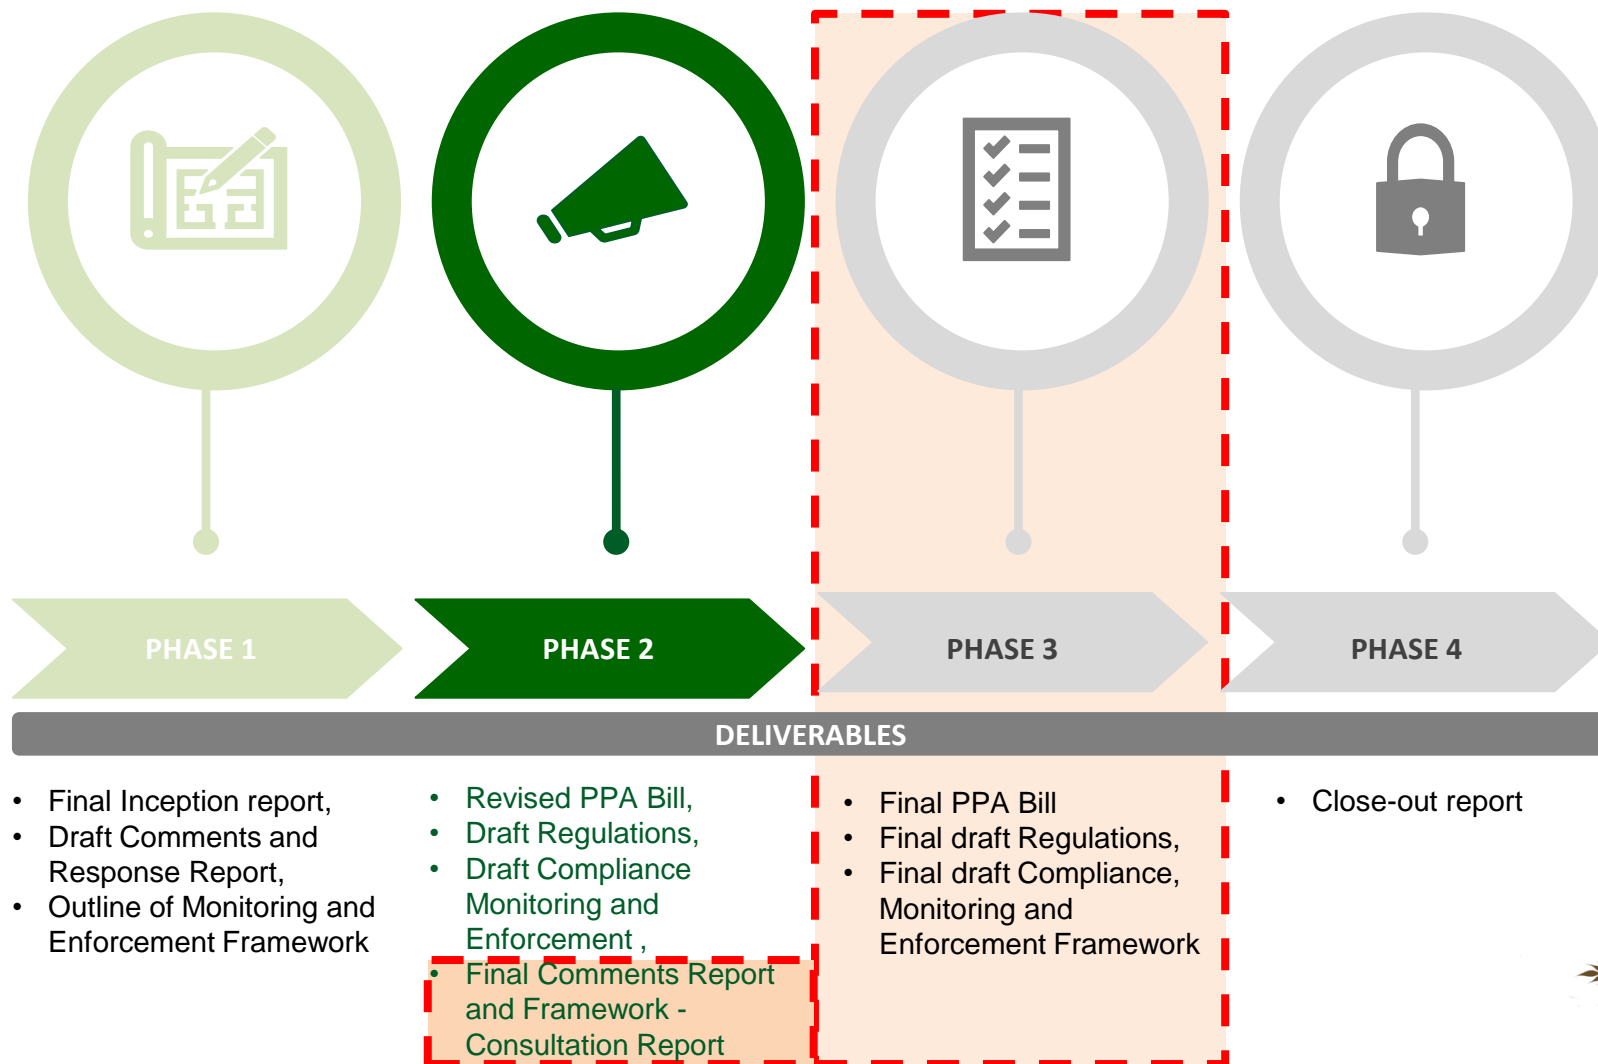 PHASE 1
PHASE 2
PHASE 3
PHASE 4
DELIVERABLES
• Final Inception report,
• Draft Comments and
Response Report,
• Outline of Monitoring and
Enforcement Framework
• Revised PPA Bill,
• Draft Regulations,
• Draft Compliance
Monitoring and
Enforcement ,
• Final Comments Report
and Framework -
Consultation Report
• Final PPA Bill
• Final draft Regulations,
• Final draft Compliance,
Monitoring and
Enforcement Framework
• Close-out report